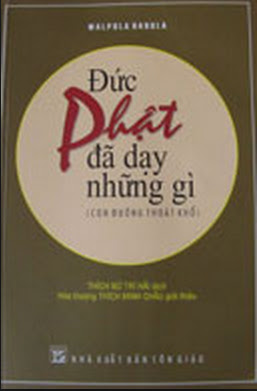 WALPOLA RAHULA
Đức
Phật
đã dạy
những gì
(CON ĐƯỜNG THOÁT KHỔ)
THÍCH NỮ TRÍ HẢI dịch
Hòa thượng THÍCH MINH CHÂU giới thiệu
NHÀ XUẤT BẢN TÔN GIÁO